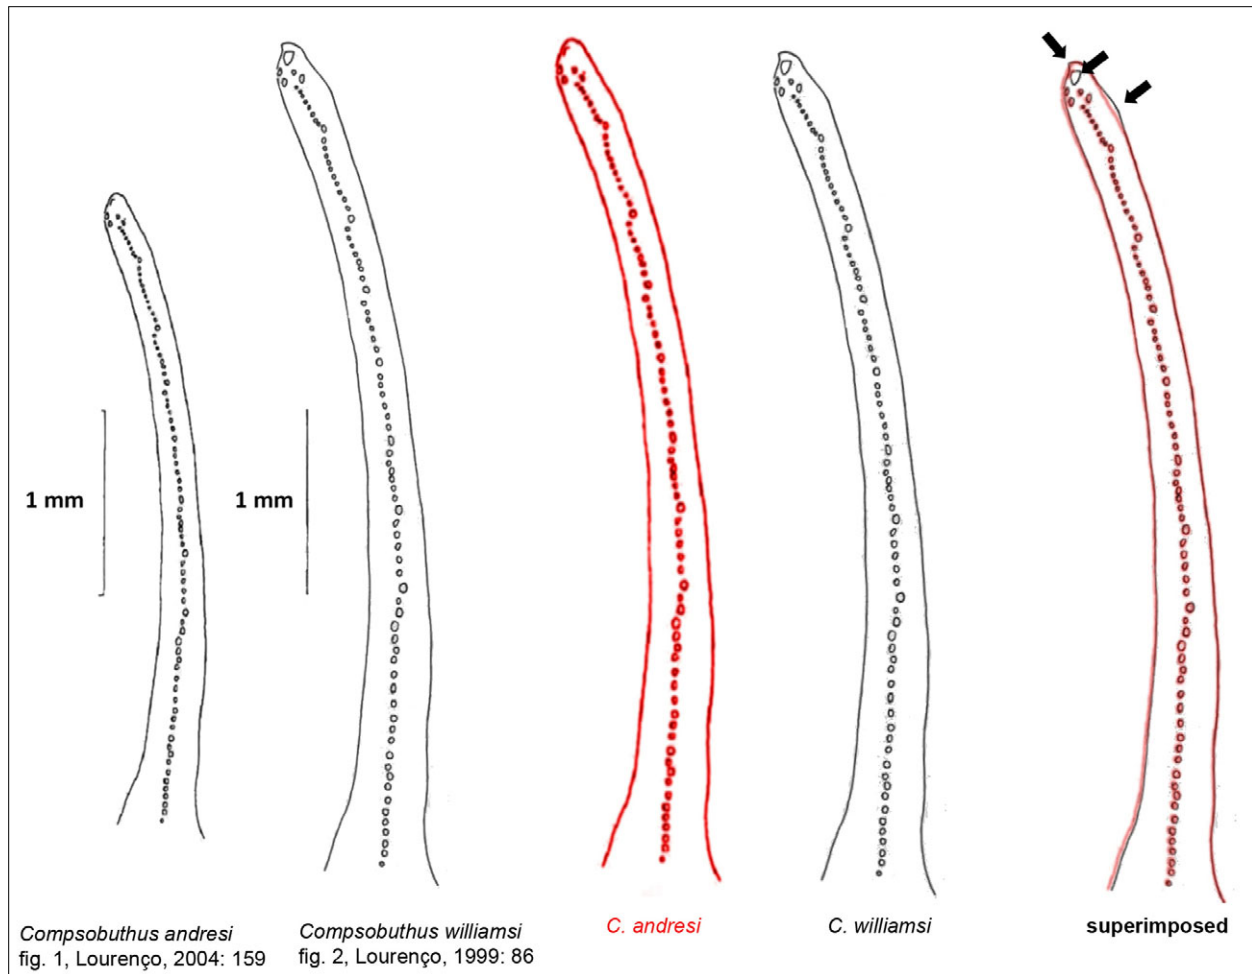 1 mm
1 mm
Compsobuthus andresi
fig. 1, Lourenço, 2004: 159
Compsobuthus williamsi
fig. 2, Lourenço, 1999: 86
C. andresi
C. williamsi
superimposed